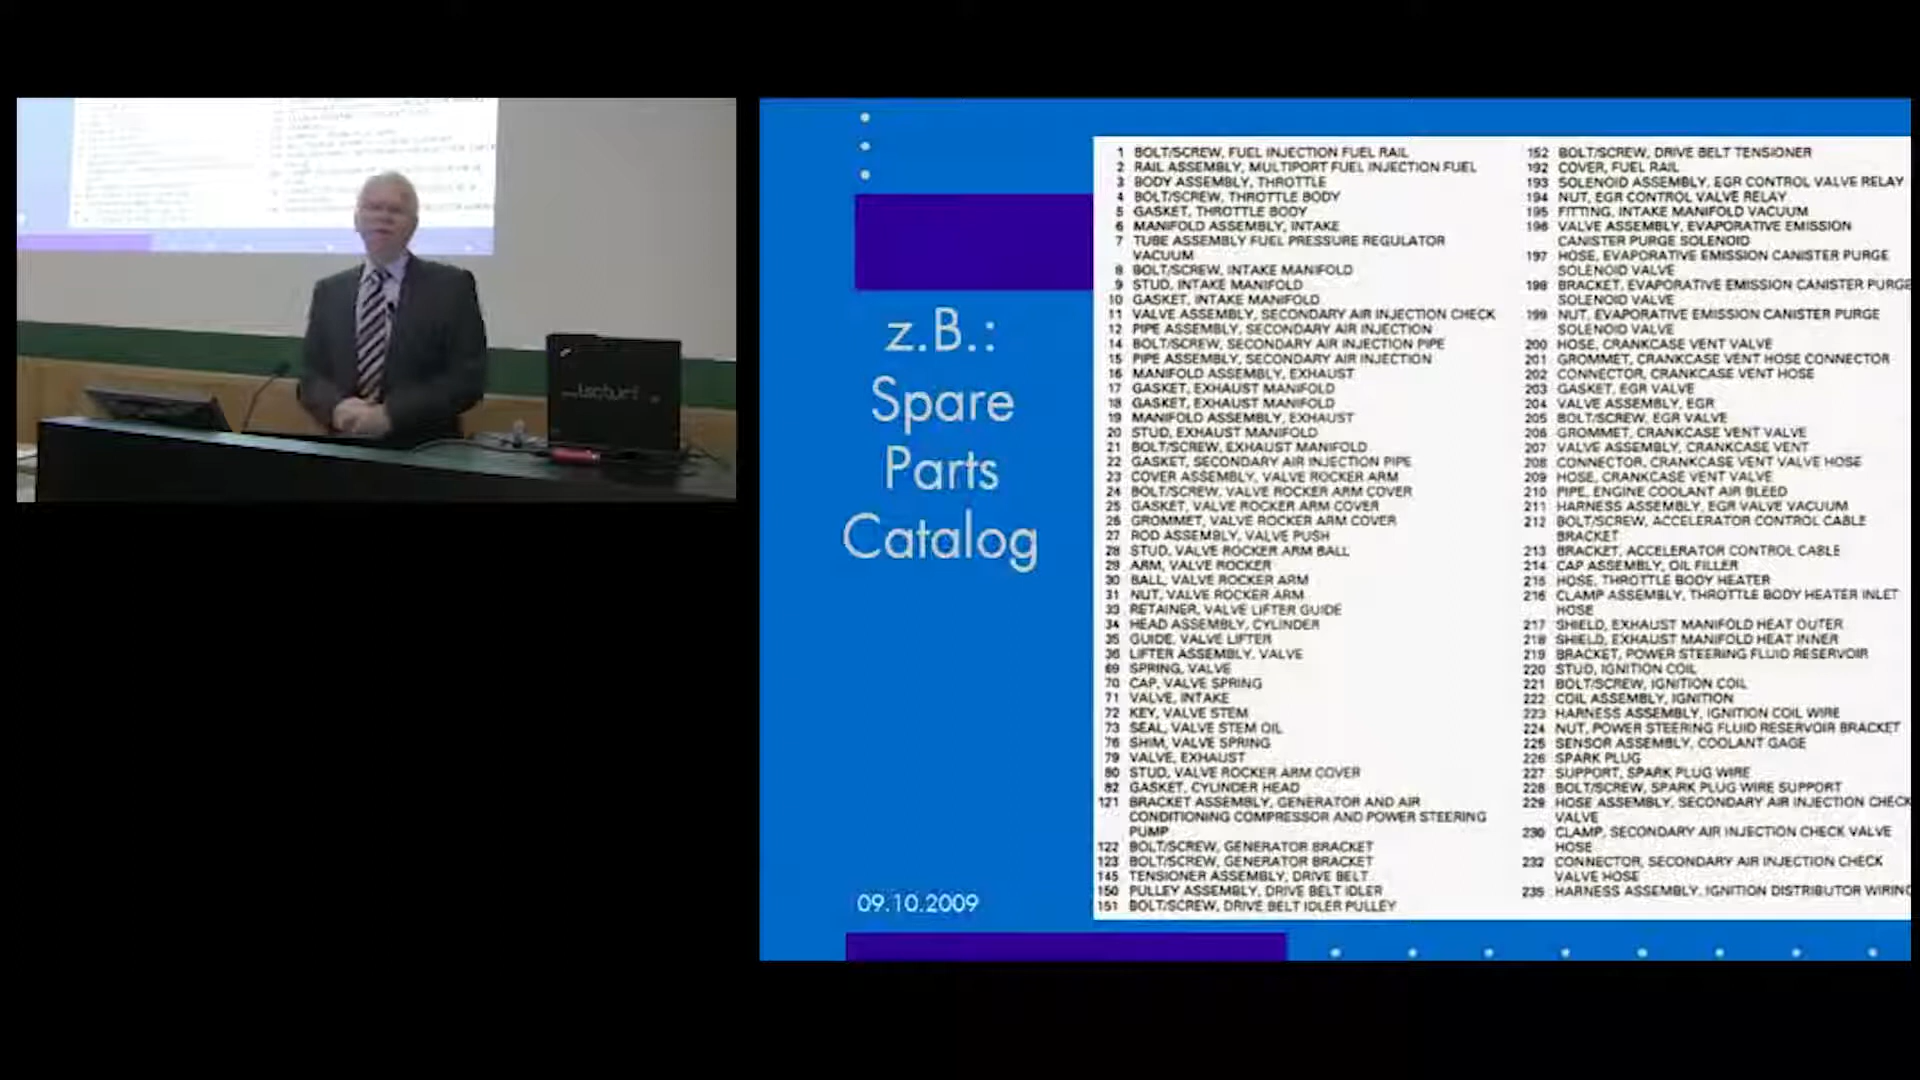 z.B.:
Spare
Parts
Catalog
09.10.2009
1 BOLT/SCREW, FUEL INJECTION FUEL RAIL
2 RAIL ASSEMBLY, MULTIPORT FUEL INJECTION FUEL
3 BODY ASSEMBLY, THROTTLE
4 BOLT/SCREW, THROTTLE BODY
5 GASKET, THROTTLE BODY
6 MANIFOLD ASSEMBLY, INTAKE
7 TUBE ASSEMBLY FUEL PRESSURE REGULATOR
VACUUM
8 BOLT/SCREW, INTAKE MANIFOLD
9 STUD, INTAKE MANIFOLD
10 GASKET, INTAKE MANIFOLD
11 VALVE ASSEMBLY, SECONDARY AIR INJECTION CHECK
12 PIPE ASSEMBLY, SECONDARY AIR INJECTION
14 BOLT/SCREW, SECONDARY AIR INJECTION PIPE
15 PIPE ASSEMBLY, SECONDARY AIR INJECTION
16 MANIFOLD ASSEMBLY, EXHAUST
17 GASKET, EXHAUST MANIFOLD
18 GASKET, EXHAUST MANIFOLD
19 MANIFOLD ASSEMBLY, EXHAUST
20 STUD, EXHAUST MANIFOLD
21 BOLT/SCREW, EXHAUST MANIFOLD
22 GASKET, SECONDARY AIR INJECTION PIPE
23 COVER ASSEMBLY, VALVE ROCKER ARM
24 BOLT/SCREW, VALVE ROCKER ARM COVER
25 GASKET, VALVE ROCKER ARM COVER
26 GROMMET, VALVE ROCKER ARM COVER
27 ROD ASSEMBLY, VALVE PUSH
28 STUD, VALVE ROCKER ARM BALL
29 ARM, VALVE ROCKER
30 BALL, VALVE ROCKER ARM
31 NUT, VALVE ROCKER ARM
33 RETAINER, VALVE LIFTER GUIDE
34 HEAD ASSEMBLY, CYLINDER
35 GUIDE, VALVE LIFTER
36 LIFTER ASSEMBLY, VALVE
69 SPRING, VALVE
70 CAP, VALVE SPRING
71 VALVE, INTAKE
72 KEY, VALVE STEM
73 SEAL, VALVE STEM OIL
76 SHIM, VALVE SPRING
79 VALVE, EXHAUST
80 STUD, VALVE ROCKER ARM COVER
82 GASKET, CYLINDER HEAD
121 BRACKET ASSEMBLY, GENERATOR AND AIR
CONDITIONING COMPRESSOR AND POWER STEERING
PUMP
122 BOLT/SCREW, GENERATOR BRACKET
123 BOLT/SCREW, GENERATOR BRACKET
145 TENSIONER ASSEMBLY, DRIVE BELT
150 PULLEY ASSEMBLY, DRIVE BELT IDLER
151 BOLT/SCREW, DRIVE BELT IDLER PULLEY
152 BOLT/SCREW, DRIVE BELT TENSIONER
192 COVER, FUEL RAIL
193 SOLENOID ASSEMBLY, EGR CONTROL VALVE RELAY
194 NUT, EGR CONTROL VALVE RELAY
195 FITTING, INTAKE MANIFOLD VACUUM
196 VALVE ASSEMBLY, EVAPORATIVE EMISSION
CANISTER PURGE SOLENOID
197 HOSE, EVAPORATIVE EMISSION CANISTER PURGE
SOLENOID VALVE
198 BRACKET, EVAPORATIVE EMISSION CANISTER PURGE
SOLENOID VALVE
199 NUT, EVAPORATIVE EMISSION CANISTER PURGE
SOLENOID VALVE
200 HOSE, CRANKCASE VENT VALVE
201 GROMMET, CRANKCASE VENT HOSE CONNECTOR
202 CONNECTOR, CRANKCASE VENT HOSE
203 GASKET, EGR VALVE
204 VALVE ASSEMBLY, EGR
205 BOLT/SCREW, EGR VALVE
206 GROMMET, CRANKCASE VENT VALVE
207 VALVE ASSEMBLY, CRANKCASE VENT
208 CONNECTOR, CRANKCASE VENT VALVE HOSE
209 HOSE, CRANKCASE VENT VALVE
210 PIPE, ENGINE COOLANT AIR BLEED
211 HARNESS ASSEMBLY, EGR VALVE VACUUM
212 BOLT/SCREW, ACCELERATOR CONTROL CABLE
BRACKET
213 BRACKET, ACCELERATOR CONTROL CABLE
214 CAP ASSEMBLY, OIL FILLER
215 HOSE, THROTTLE BODY HEATER
216 CLAMP ASSEMBLY, THROTTLE BODY HEATER INLET
HOSE
217 SHIELD, EXHAUST MANIFOLD HEAT OUTER
218 SHIELD, EXHAUST MANIFOLD HEAT INNER
219 BRACKET, POWER STEERING FLUID RESERVOIR
220 STUD, IGNITION COIL
221 BOLT/SCREW, IGNITION COIL
222 COIL ASSEMBLY, IGNITION
223 HARNESS ASSEMBLY, IGNITION COIL WIRE
224 NUT, POWER STEERING FLUID RESERVOIR BRACKET
225 SENSOR ASSEMBLY, COOLANT GAGE
226 SPARK PLUG
227 SUPPORT, SPARK PLUG WIRE
228 BOLT/SCREW, SPARK PLUG WIRE SUPPORT
229 HOSE ASSEMBLY, SECONDARY AIR INJECTION CHECK
VALVE
230 CLAMP, SECONDARY AIR INJECTION CHECK VALVE
HOSE
232 CONNECTOR, SECONDARY AIR INJECTION CHECK
VALVE HOSE
235 HARNESS ASSEMBLY, IGNITION DISTRIBUTOR WIRING